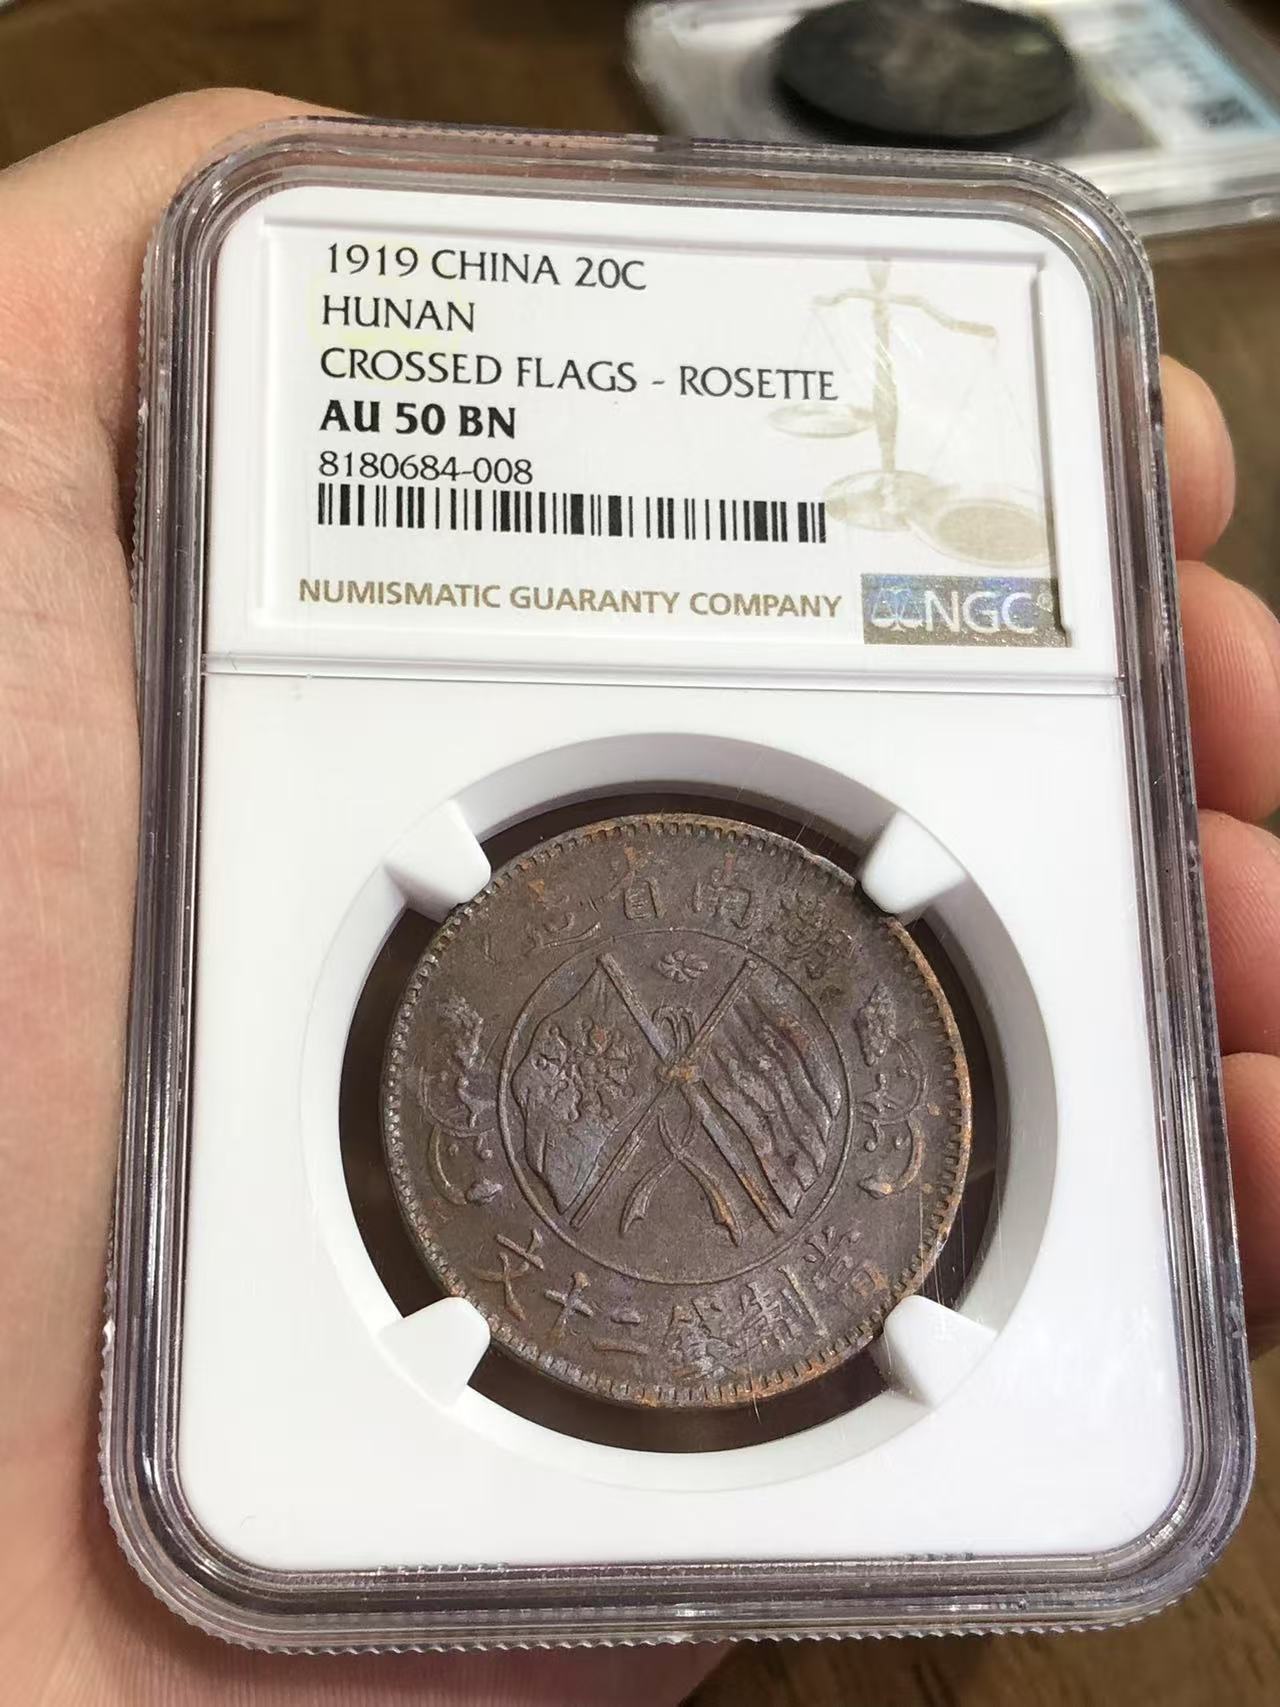 1919 CHINA 20C
HUNAN
CROSSED FLAGS - ROSETTE
AU 50 BN
8180684-008
NUMISMATIC GUARANTY COMPANY
NGC
湖南省造
當制錢二十文